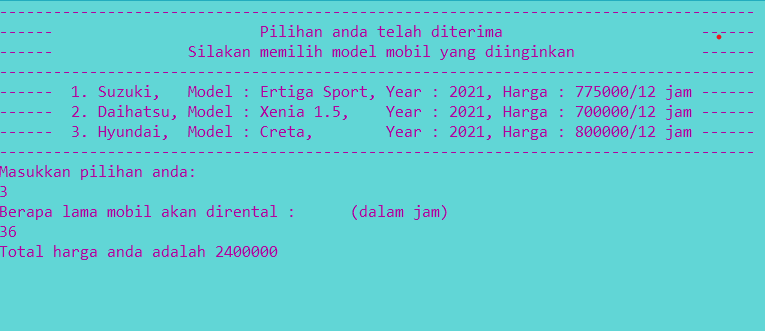 ------------------------------------------------------------------------------------
------                       Pilihan anda telah diterima                      ------
------               Silakan memilih model mobil yang diinginkan              ------
------------------------------------------------------------------------------------
------  1. Suzuki,   Model : Ertiga Sport, Year : 2021, Harga : 775000/12 jam ------
------  2. Daihatsu, Model : Xenia 1.5,    Year : 2021, Harga : 700000/12 jam ------
------  3. Hyundai,  Model : Creta,        Year : 2021, Harga : 800000/12 jam ------
------------------------------------------------------------------------------------
Masukkan pilihan anda:
3
Berapa lama mobil akan dirental :      (dalam jam)
36
Total harga anda adalah 2400000